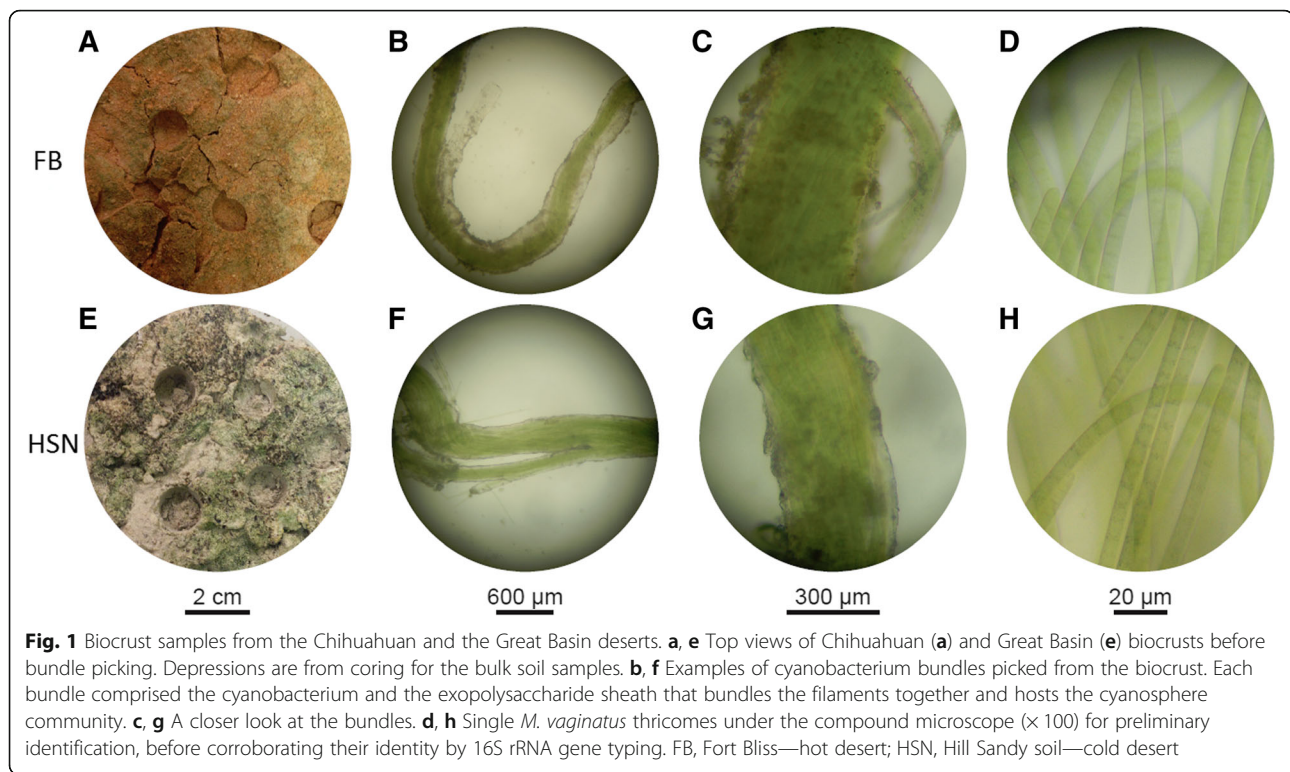 A B C D
FB
E F G H
HSN
2 cm 600 µm 300 µm 20 µm
Fig. 1 Biocrust samples from the Chihuahuan and the Great Basin deserts. a, e Top views of Chihuahuan (a) and Great Basin (e) biocrusts before
bundle picking. Depressions are from coring for the bulk soil samples. b, f Examples of cyanobacterium bundles picked from the biocrust. Each
bundle comprised the cyanobacterium and the exopolysaccharide sheath that bundles the filaments together and hosts the cyanosphere
community. c, g A closer look at the bundles. d, h Single M. vaginatus thricomes under the compound microscope (× 100) for preliminary
identification, before corroborating their identity by 16S rRNA gene typing. FB, Fort Bliss—hot desert; HSN, Hill Sandy soil—cold desert